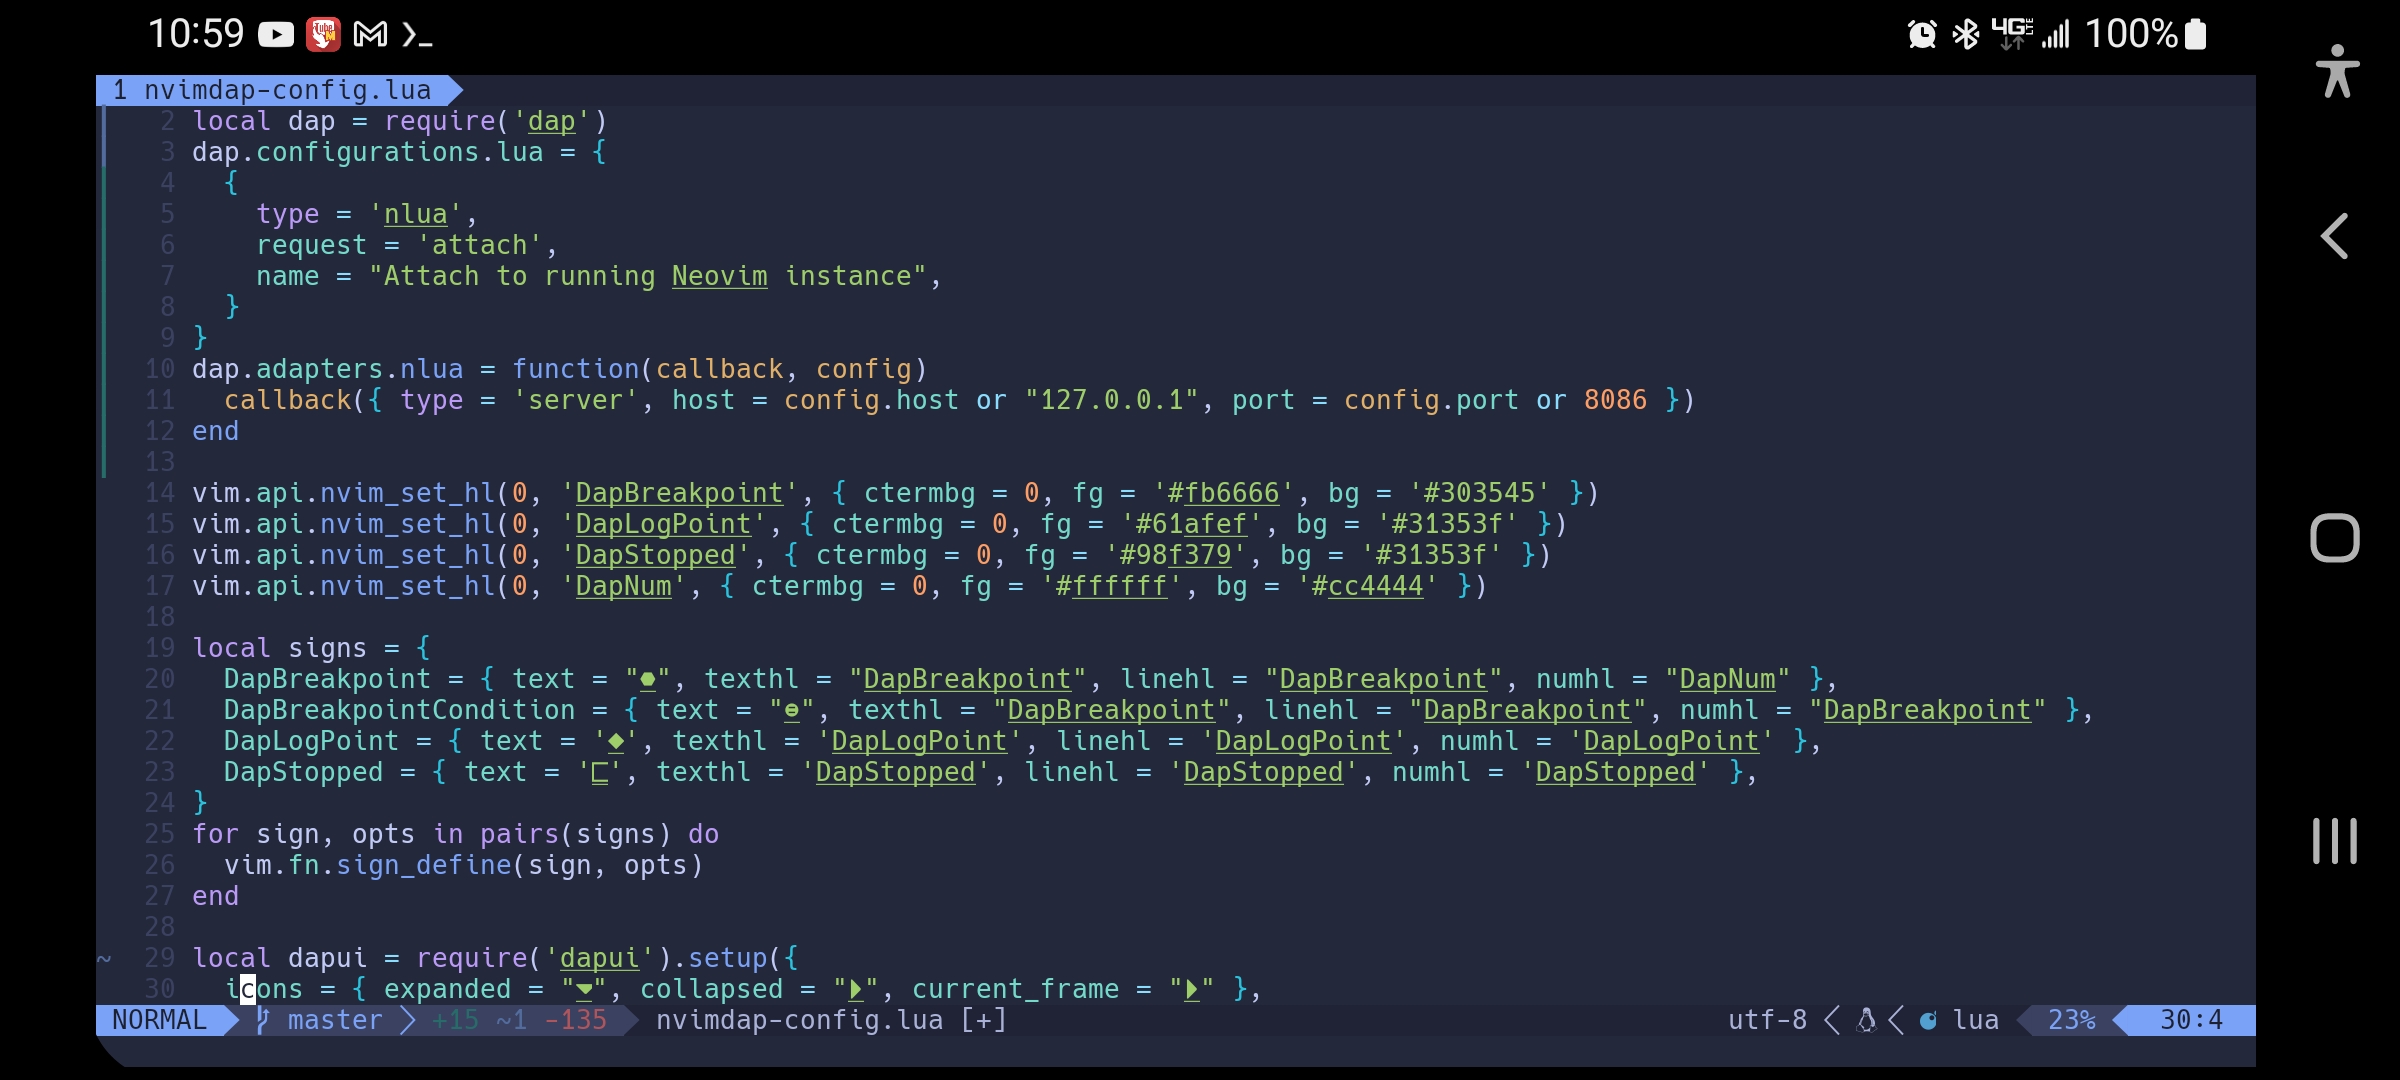 10:59 100%
1 nvimdap-config.lua
2 local dap = require('dap')
3 dap.configurations.lua = {
4 {
5 type = 'nlua',
6 request = 'attach',
7 name = "Attach to running Neovim instance",
8 }
9 }
10 dap.adapters.nlua = function(callback, config)
11 callback({ type = 'server', host = config.host or "127.0.0.1", port = config.port or 8086 })
12 end
13
14 vim.api.nvim_set_hl(0, 'DapBreakpoint', { ctermbg = 0, fg = '#fb6666', bg = '#303545' })
15 vim.api.nvim_set_hl(0, 'DapLogPoint', { ctermbg = 0, fg = '#61afef', bg = '#31353f' })
16 vim.api.nvim_set_hl(0, 'DapStopped', { ctermbg = 0, fg = '#98f379', bg = '#31353f' })
17 vim.api.nvim_set_hl(0, 'DapNum', { ctermbg = 0, fg = '#ffffff', bg = '#cc4444' })
18
19 local signs = {
20 DapBreakpoint = { text = "⬣", texthl = "DapBreakpoint", linehl = "DapBreakpoint", numhl = "DapNum" },
21 DapBreakpointCondition = { text = "⊜", texthl = "DapBreakpoint", linehl = "DapBreakpoint", numhl = "DapBreakpoint" },
22 DapLogPoint = { text = '◆', texthl = 'DapLogPoint', linehl = 'DapLogPoint', numhl = 'DapLogPoint' },
23 DapStopped = { text = '⊏', texthl = 'DapStopped', linehl = 'DapStopped', numhl = 'DapStopped' },
24 }
25 for sign, opts in pairs(signs) do
26 vim.fn.sign_define(sign, opts)
27 end
28
~ 29 local dapui = require('dapui').setup({
30 icons = { expanded = "⏷", collapsed = "⏵", current_frame = "⏵" },
NORMAL master +15 ~1 -135 nvimdap-config.lua [+] utf-8 lua 23% 30:4